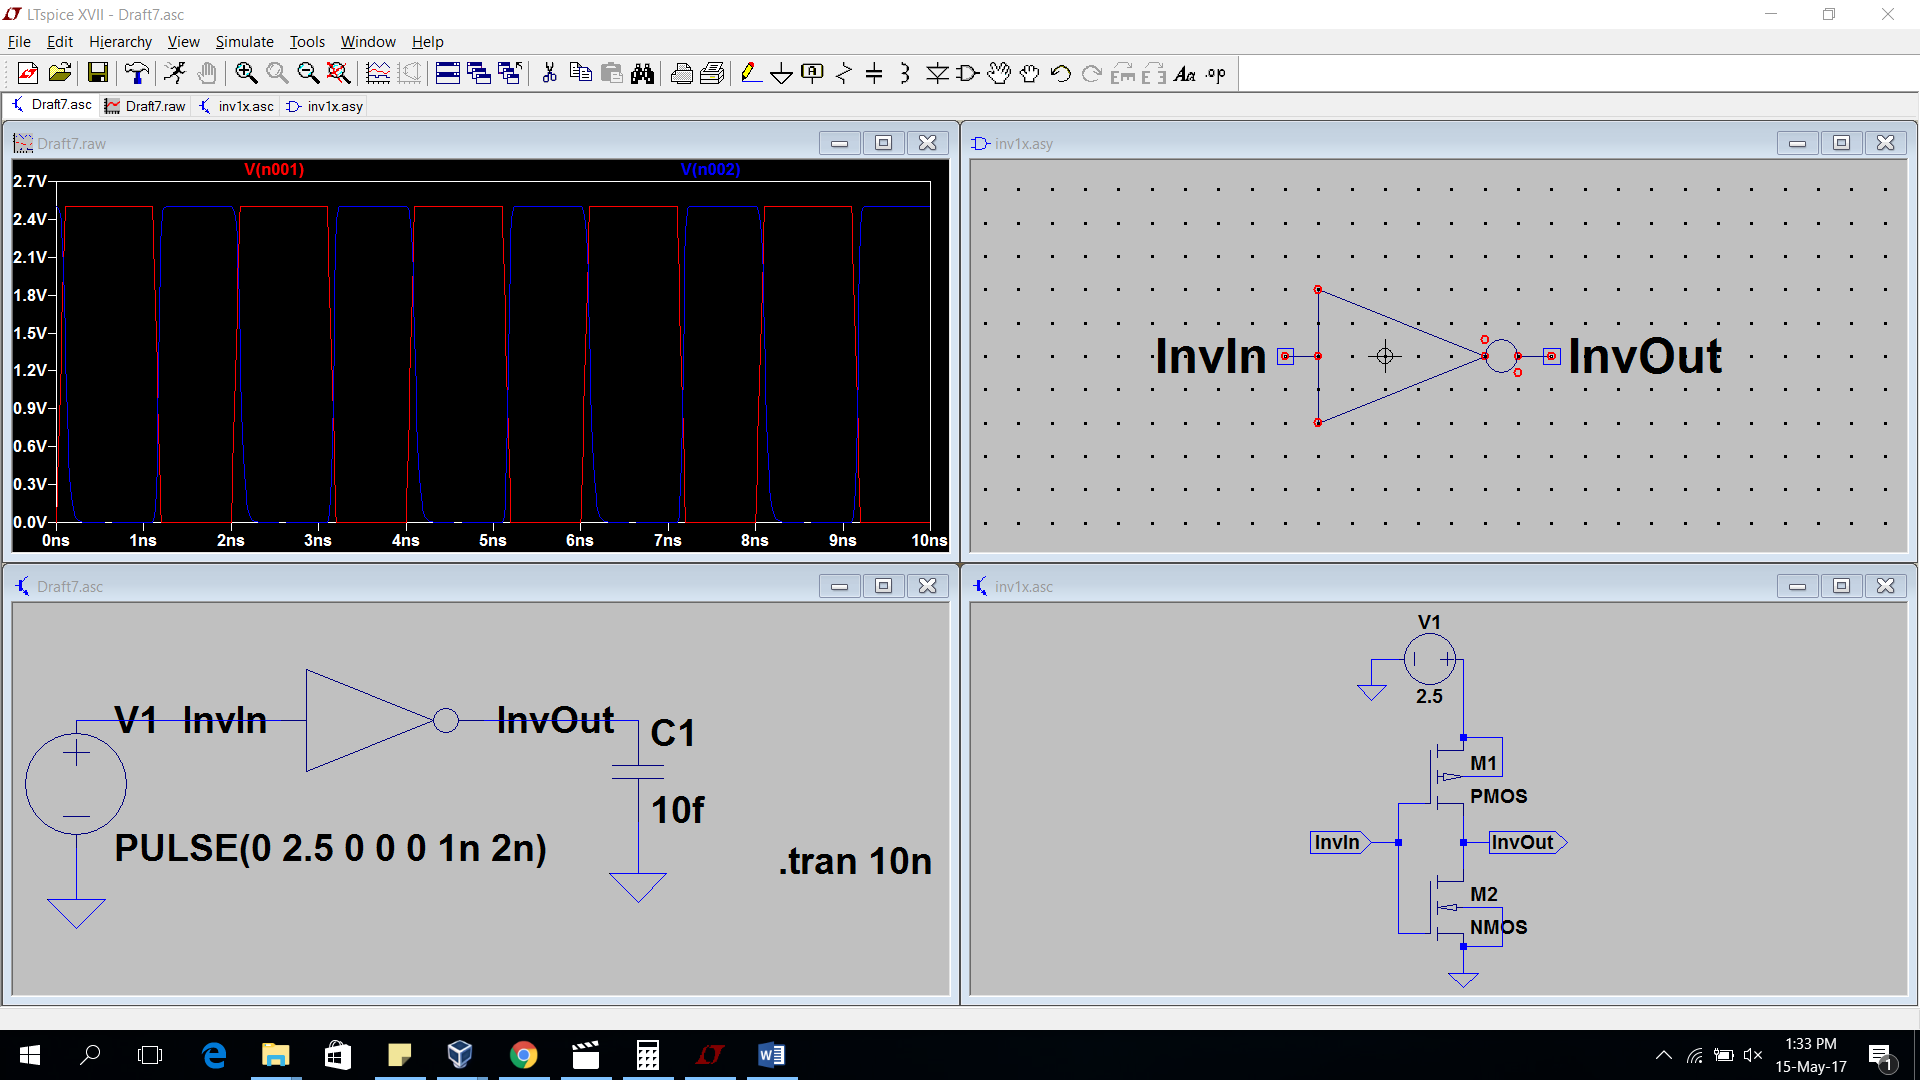 LTspice XVII - Draft7.asc
File Edit Hierarchy View Simulate Tools Window Help
Aa .op
Draft7.asc Draft7.raw inv1x.asc inv1x.asy
Draft7.raw
V(n001) V(n002)
2.7V
2.4V
2.1V
1.8V
1.5V
1.2V
0.9V
0.6V
0.3V
0.0V
0ns 1ns 2ns 3ns 4ns 5ns 6ns 7ns 8ns 9ns 10ns
inv1x.asy
InvIn InvOut
Draft7.asc
V1 InvIn InvOut C1
10f
PULSE(0 2.5 0 0 0 1n 2n)
.tran 10n
inv1x.asc
V1
2.5
M1
PMOS
InvIn InvOut
M2
NMOS
1:33 PM
15-May-17
1